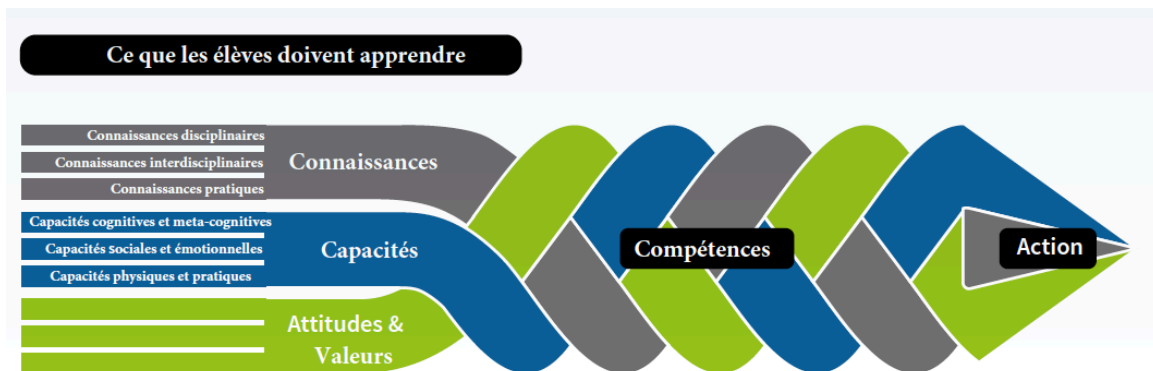 Ce que les élèves doivent apprendre
Connaissances disciplinaires
Connaissances interdisciplinaires
Connaissances pratiques
Connaissances
Capacités cognitives et meta-cognitives
Capacités sociales et émotionnelles
Capacités physiques et pratiques
Capacités
Attitudes &
Valeurs
Compétences
Action